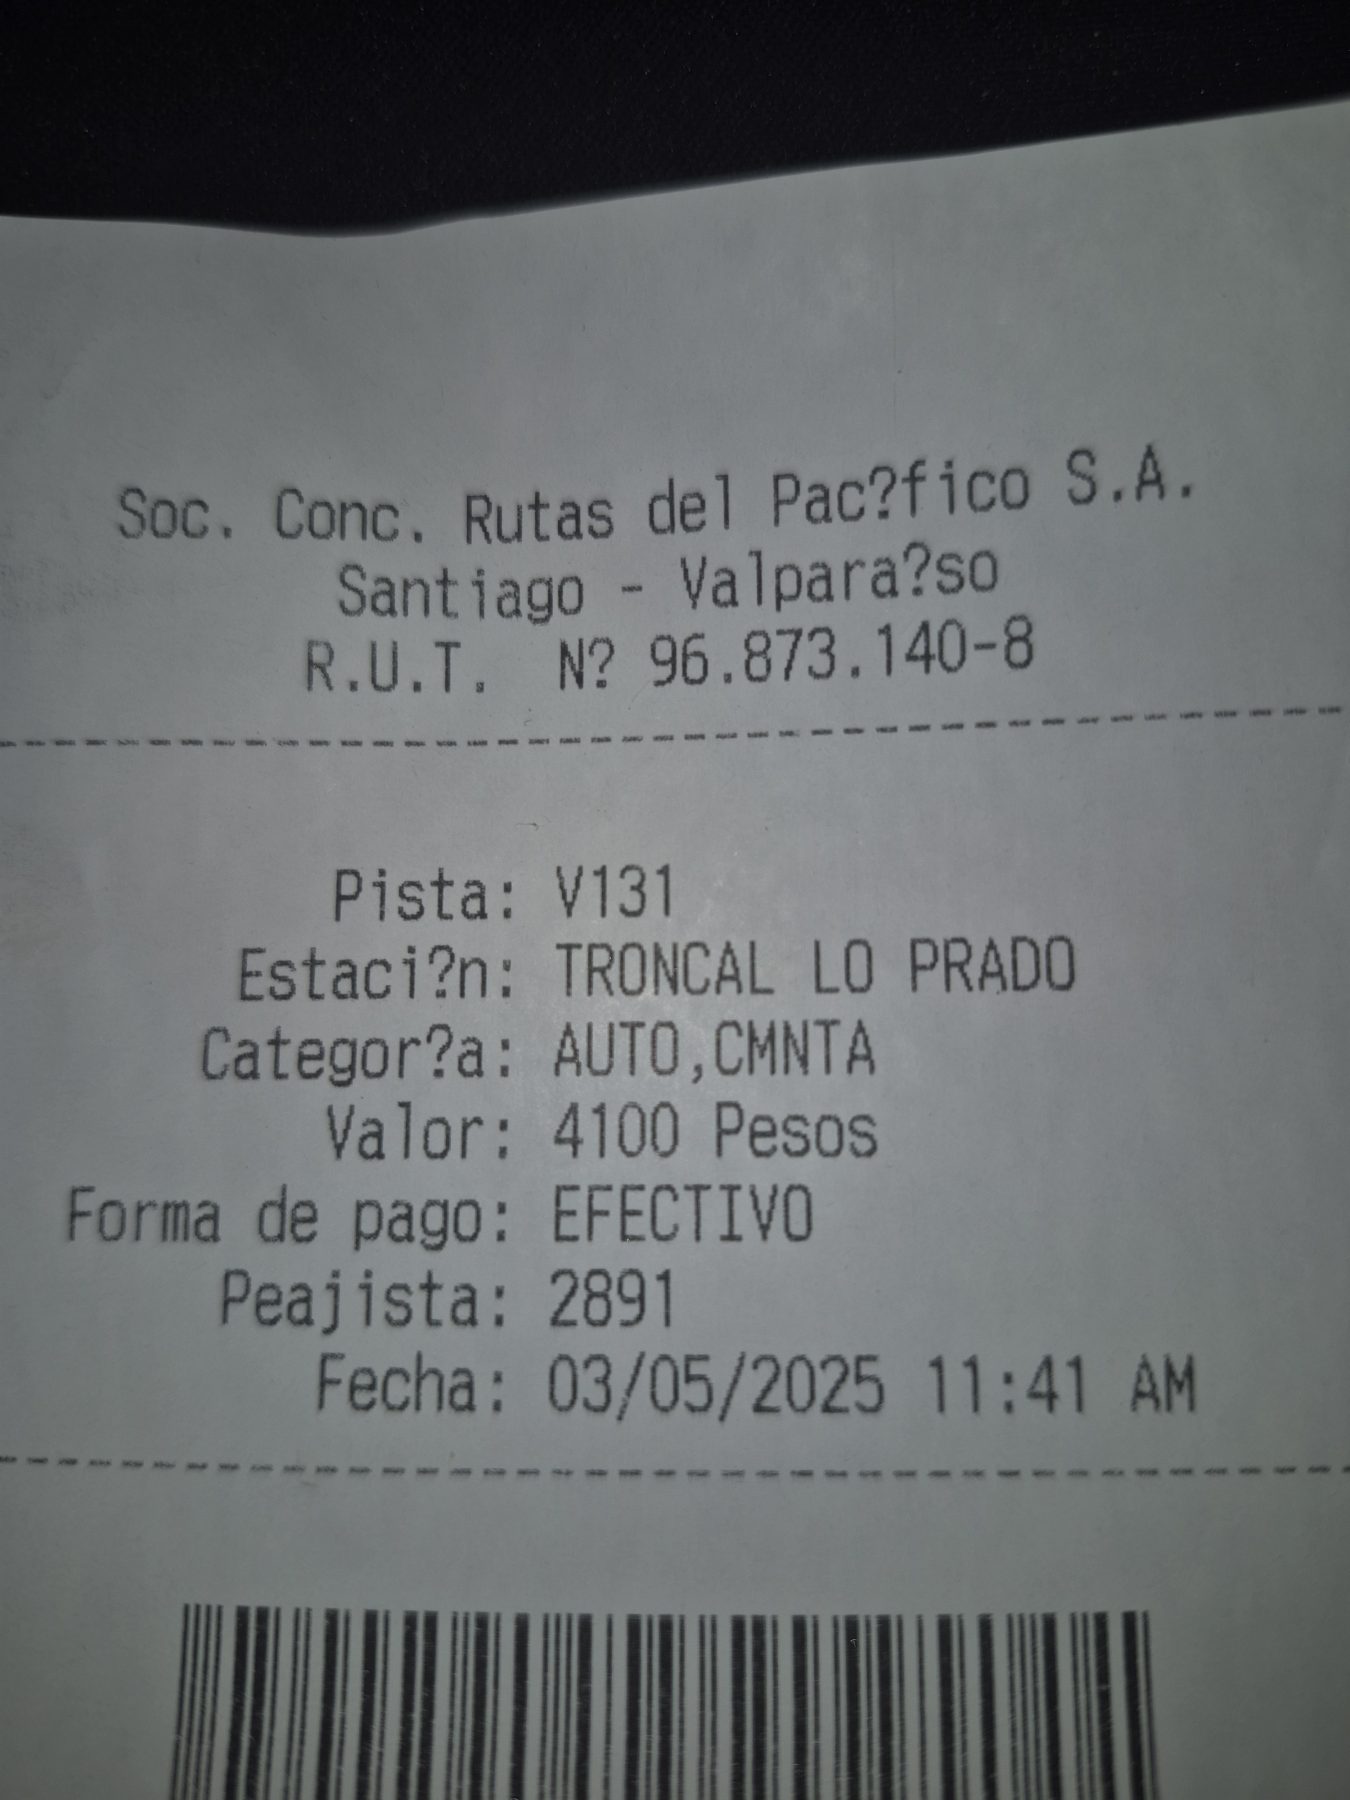 Soc. Conc. Rutas del Pac?fico S.A.
Santiago - Valpara?so
R.U.T. N? 96.873.140-8
Pista: V131
Estaci?n: TRONCAL LO PRADO
Categor?a: AUTO,CMNTA
Valor: 4100 Pesos
Forma de pago: EFECTIVO
Peajista: 2891
Fecha: 03/05/2025 11:41 AM